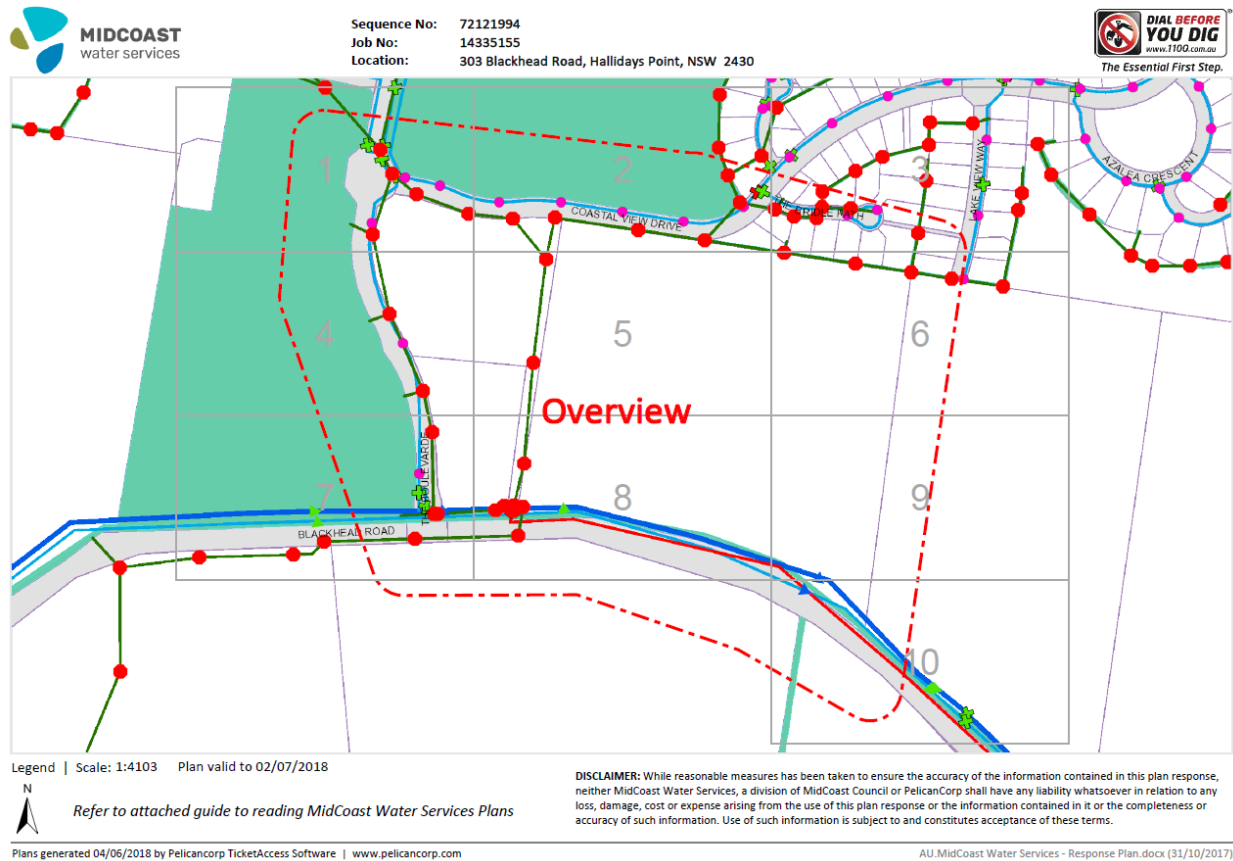 MIDCOAST
water services
Sequence No: 72121994
Job No: 14335155
Location: 303 Blackhead Road, Hallidays Point, NSW 2430
DIAL BEFORE
YOU DIG
www.1100.com.au
The Essential First Step.
1
2
3
AZALEA CRESCENT
LAKE VIEW WAY
THE BRIDLE PATH
COASTAL VIEW DRIVE
4
5
6
Overview
THE BOULEVARDE
7
8
9
BLACKHEAD ROAD
10
Legend | Scale: 1:4103 Plan valid to 02/07/2018
N
Refer to attached guide to reading MidCoast Water Services Plans
DISCLAIMER: While reasonable measures has been taken to ensure the accuracy of the information contained in this plan response,
neither MidCoast Water Services, a division of MidCoast Council or PelicanCorp shall have any liability whatsoever in relation to any
loss, damage, cost or expense arising from the use of this plan response or the information contained in it or the completeness or
accuracy of such information. Use of such information is subject to and constitutes acceptance of these terms.
Plans generated 04/06/2018 by Pelicancorp TicketAccess Software | www.pelicancorp.com
AU.MidCoast Water Services - Response Plan.docx (31/10/2017)